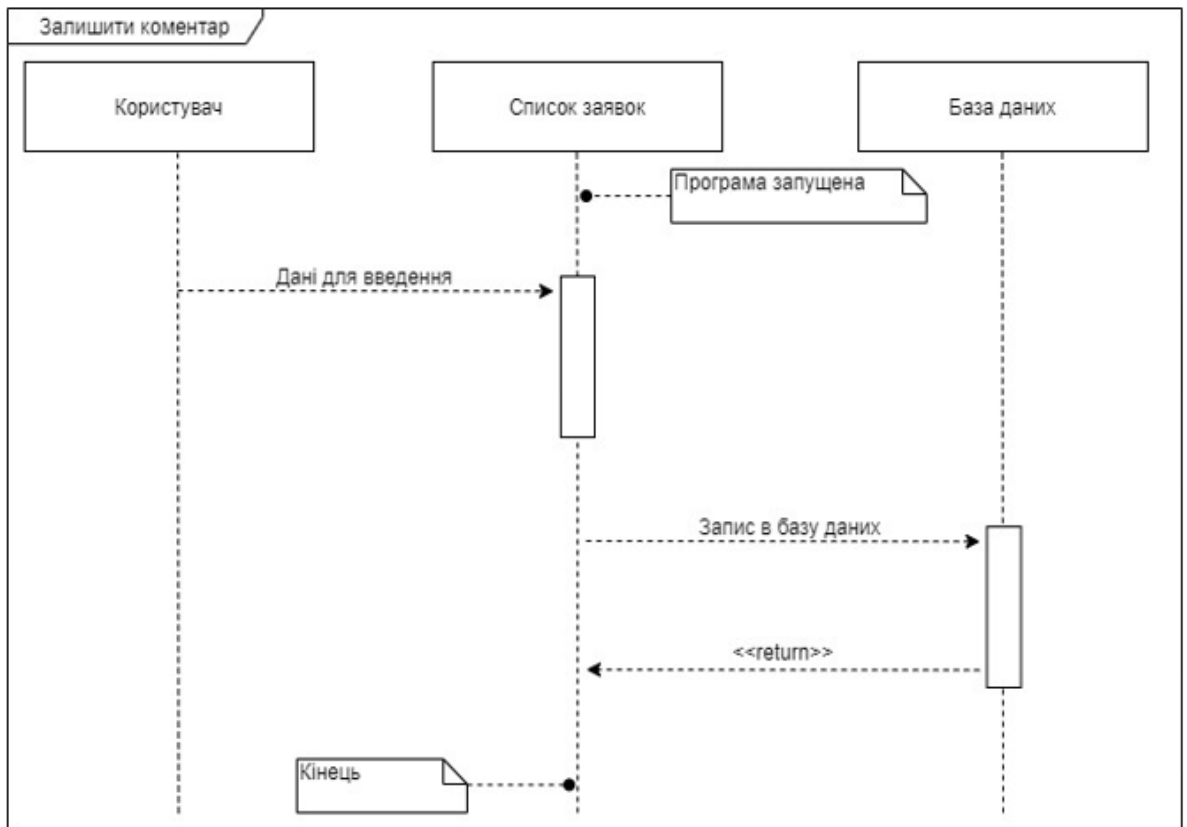 Залишити коментар
Користувач
Список заявок
База даних
Програма запущена
Дані для введення
Запис в базу даних
<<return>>
Кінець